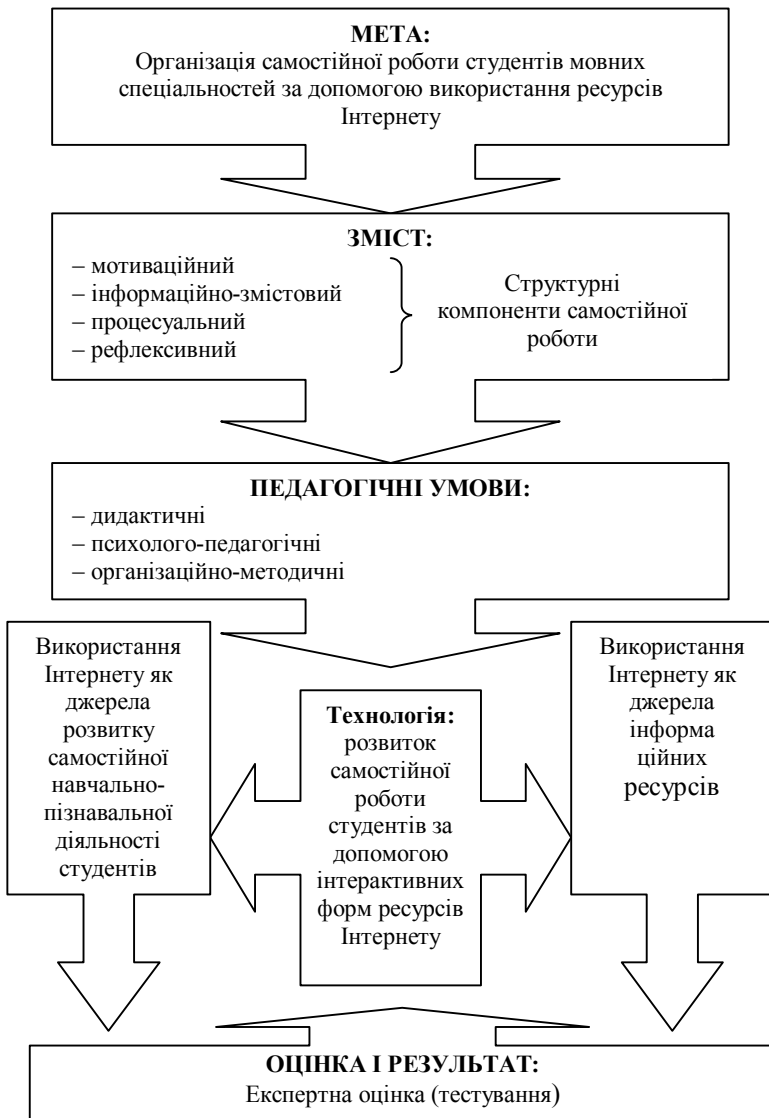 МЕТА:
Організація самостійної роботи студентів мовних
спеціальностей за допомогою використання ресурсів
Інтернету
ЗМІСТ:
– мотиваційний
– інформаційно-змістовий
– процесуальний
– рефлексивний
Структурні
компоненти самостійної
роботи
ПЕДАГОГІЧНІ УМОВИ:
– дидактичні
– психолого-педагогічні
– організаційно-методичні
Використання
Інтернету як
джерела
розвитку
самостійної
навчально-
пізнавальної
діяльності
студентів
Технологія:
розвиток
самостійної
роботи
студентів за
допомогою
інтерактивних
форм ресурсів
Інтернету
Використання
Інтернету як
джерела
інформа
ційних
ресурсів
ОЦІНКА І РЕЗУЛЬТАТ:
Експертна оцінка (тестування)